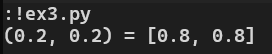 :!ex3.py
(0.2, 0.2) = [0.8, 0.8]